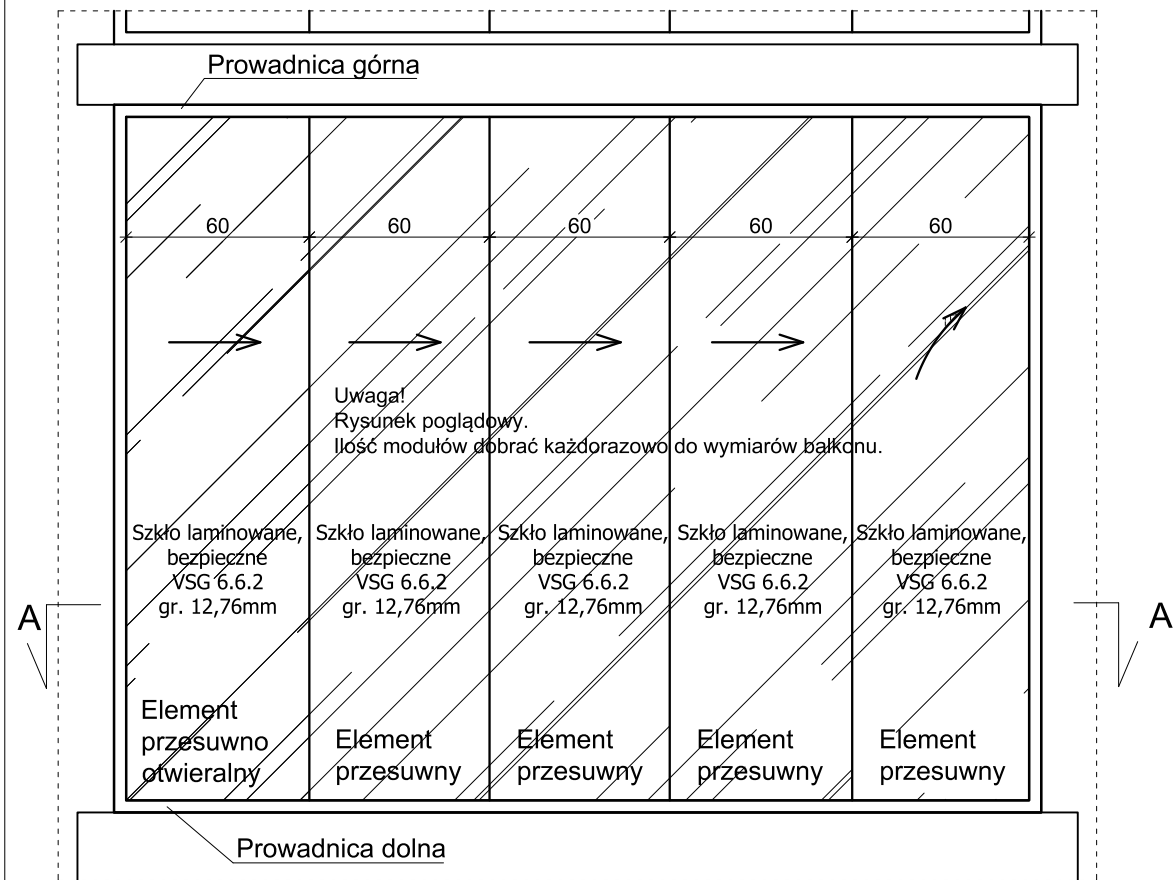 Prowadnica górna
60 60 60 60 60
Uwaga!
Rysunek poglądowy.
Ilość modułów dobrać każdorazowo do wymiarów balkonu.
Szkło laminowane,
bezpieczne
VSG 6.6.2
gr. 12,76mm
Szkło laminowane,
bezpieczne
VSG 6.6.2
gr. 12,76mm
Szkło laminowane,
bezpieczne
VSG 6.6.2
gr. 12,76mm
Szkło laminowane,
bezpieczne
VSG 6.6.2
gr. 12,76mm
Szkło laminowane,
bezpieczne
VSG 6.6.2
gr. 12,76mm
A
A
Element
przesuwno
otwieralny
Element
przesuwny
Element
przesuwny
Element
przesuwny
Element
przesuwny
Prowadnica dolna